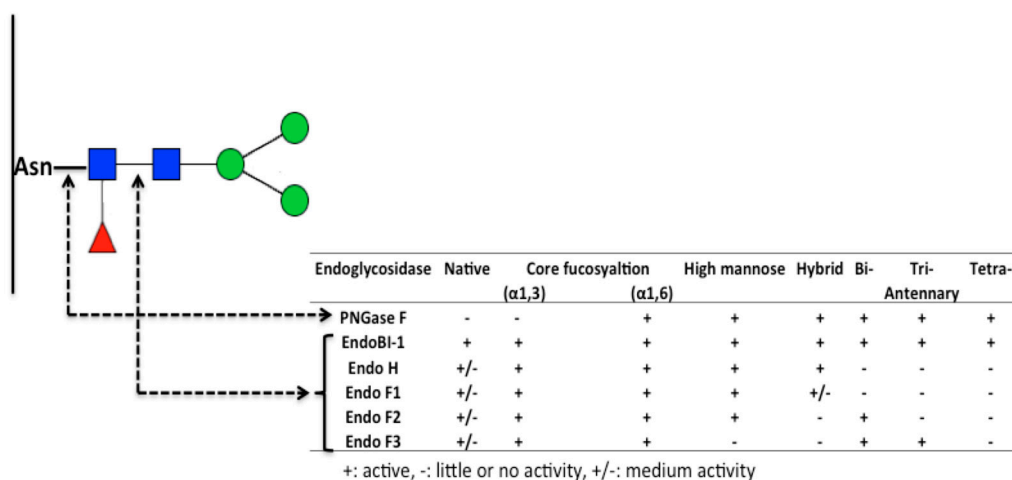 Asn
Endoglycosidase Native Core fucosyaltion High mannose Hybrid Bi- Tri- Tetra-
(α1,3) (α1,6) Antennary
PNGase F - - + + + + + +
EndoBI-1 + + + + + + + +
Endo H +/- + + + + - - -
Endo F1 +/- + + + +/- - - -
Endo F2 +/- + + + - + - -
Endo F3 +/- + + - - + + -
+: active, -: little or no activity, +/-: medium activity